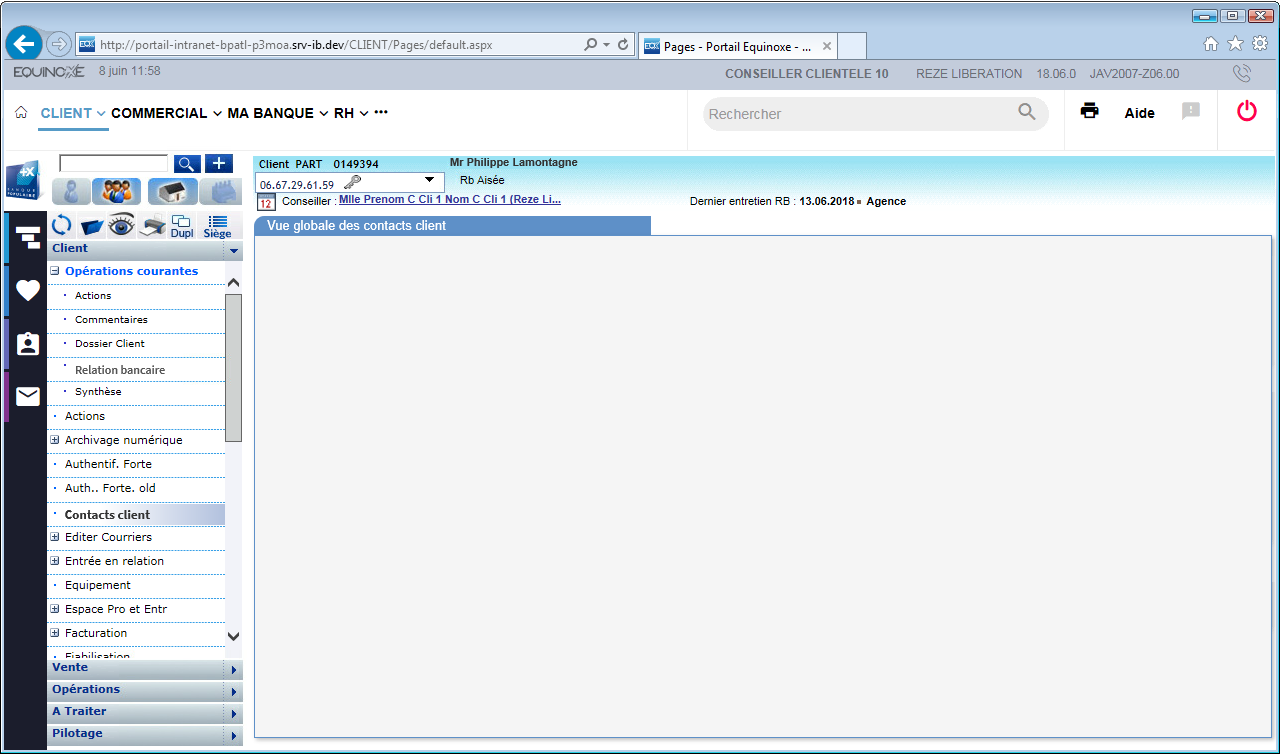 http://portail-intranet-bpatl-p3moa.srv-ib.dev/CLIENT/Pages/default.aspx
EQX Pages - Portail Equinoxe - ...
EQUINOXE 8 juin 11:58
CONSEILLER CLIENTELE 10 REZE LIBERATION 18.06.0 JAV2007-Z06.00
CLIENT COMMERCIAL MA BANQUE RH ···
Rechercher
Aide
BANQUE POPULAIRE
Client PART 0149394 Mr Philippe Lamontagne
06.67.29.61.59 Rb Aisée
12 Conseiller : Mlle Prenom C Cli 1 Nom C Cli 1 (Reze Li...
Dernier entretien RB : 13.06.2018 Agence
Dupl Siège
Vue globale des contacts client
Client
Opérations courantes
Actions
Commentaires
Dossier Client
Relation bancaire
Synthèse
Actions
Archivage numérique
Authentif. Forte
Auth.. Forte. old
Contacts client
Editer Courriers
Entrée en relation
Equipement
Espace Pro et Entr
Facturation
Fiabilisation
Vente
Opérations
A Traiter
Pilotage